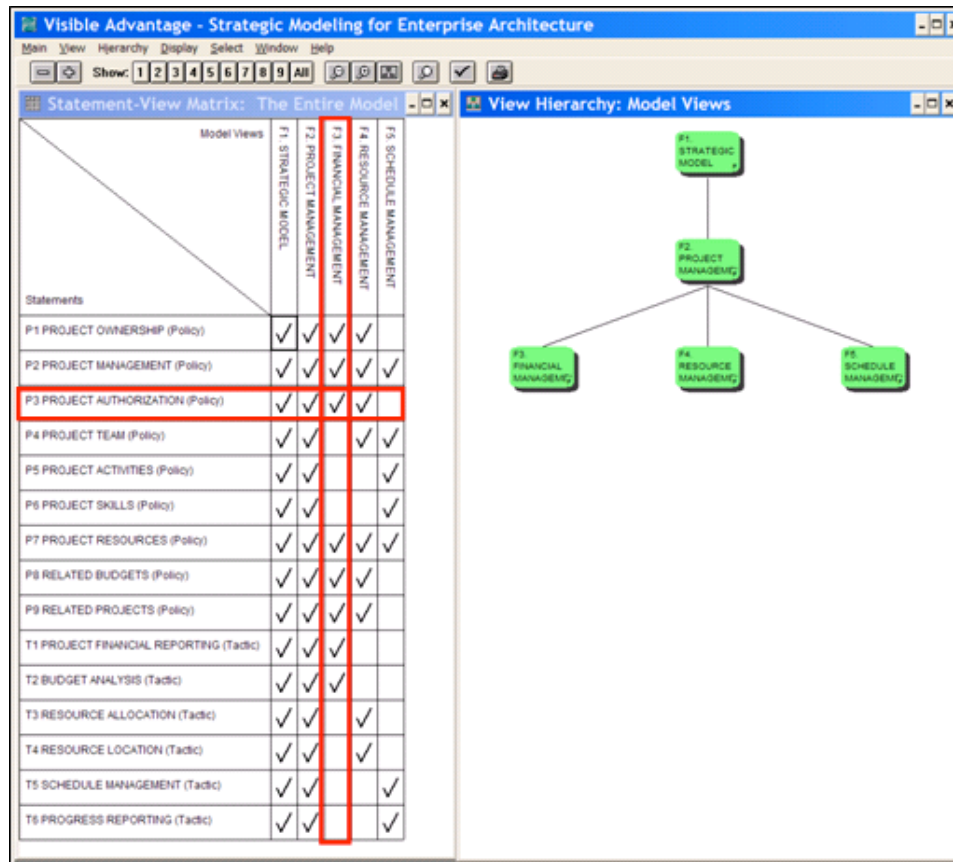 Visible Advantage - Strategic Modeling for Enterprise Architecture
Main View Hierarchy Display Select Window Help
Show: 1 2 3 4 5 6 7 8 9 All
Statement-View Matrix: The Entire Model
Model Views
F1. STRATEGIC MODEL
F2. PROJECT MANAGEMENT
F3. FINANCIAL MANAGEMENT
F4. RESOURCE MANAGEMENT
F5. SCHEDULE MANAGEMENT
Statements
P1 PROJECT OWNERSHIP (Policy)
P2 PROJECT MANAGEMENT (Policy)
P3 PROJECT AUTHORIZATION (Policy)
P4 PROJECT TEAM (Policy)
P5 PROJECT ACTIVITIES (Policy)
P6 PROJECT SKILLS (Policy)
P7 PROJECT RESOURCES (Policy)
P8 RELATED BUDGETS (Policy)
P9 RELATED PROJECTS (Policy)
T1 PROJECT FINANCIAL REPORTING (Tactic)
T2 BUDGET ANALYSIS (Tactic)
T3 RESOURCE ALLOCATION (Tactic)
T4 RESOURCE LOCATION (Tactic)
T5 SCHEDULE MANAGEMENT (Tactic)
T6 PROGRESS REPORTING (Tactic)
View Hierarchy: Model Views
F1.
STRATEGIC
MODEL
F2.
PROJECT
MANAGEME
F3.
FINANCIAL
MANAGEME
F4.
RESOURCE
MANAGEME
F5.
SCHEDULE
MANAGEME